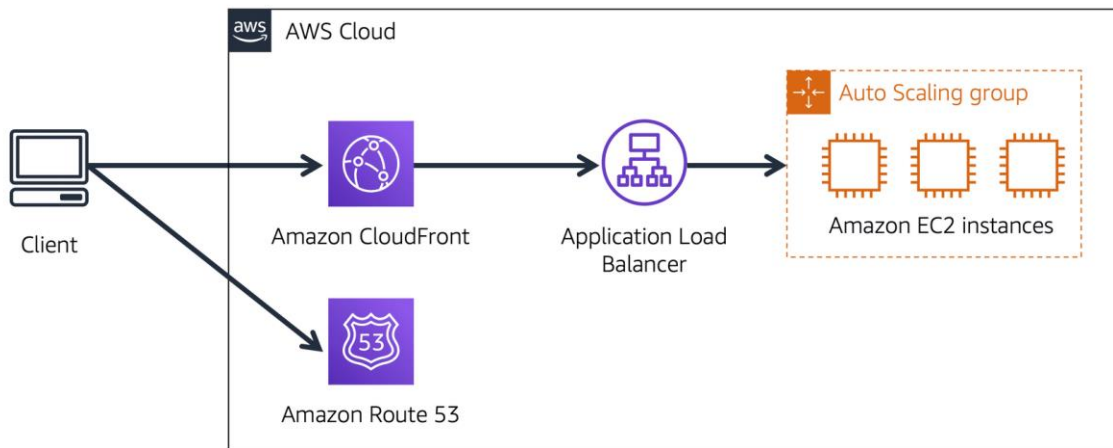 aws
AWS Cloud
Auto Scaling group
Client
Amazon CloudFront
Application Load
Balancer
Amazon EC2 instances
53
Amazon Route 53